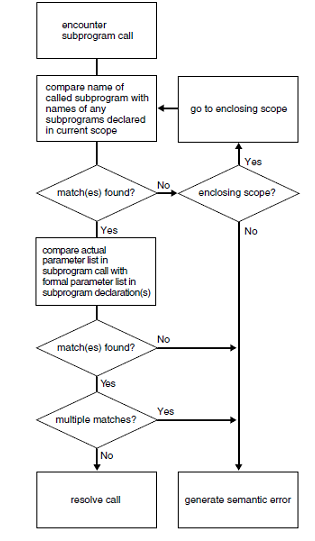 encounter
subprogram call
compare name of
called subprogram with
names of any
subprograms declared
in current scope
go to enclosing scope
Yes
match(es) found?
No
enclosing scope?
Yes
No
compare actual
parameter list in
subprogram call with
formal parameter list in
subprogram declaration(s)
match(es) found?
No
Yes
multiple matches?
Yes
No
resolve call
generate semantic error